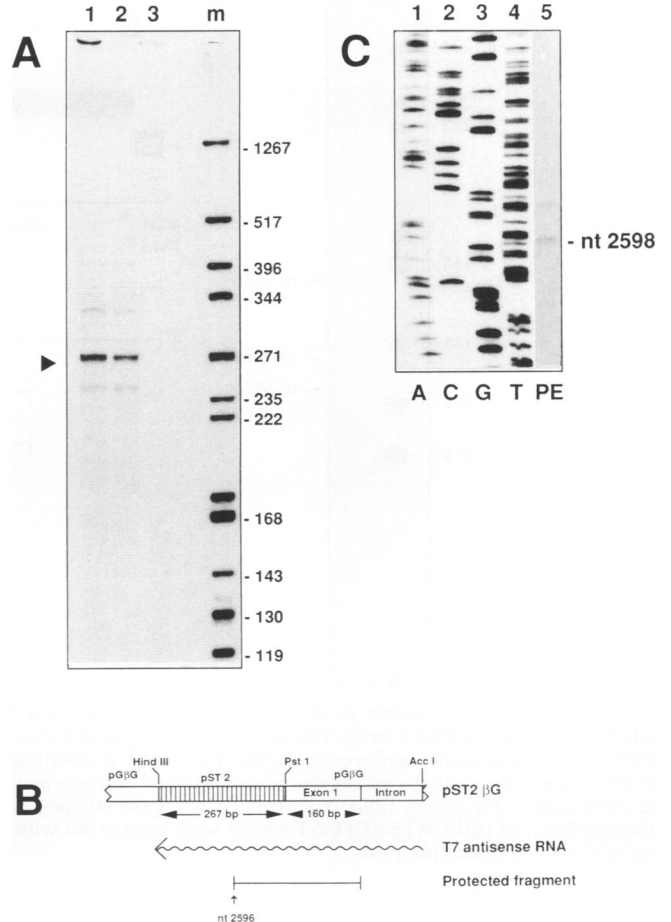 A
1 2 3 m
- 1267
- 517
- 396
- 344
- 271
- 235
- 222
- 168
- 143
- 130
- 119
C
1 2 3 4 5
- nt 2598
A C G T PE
B
Hind III Pst 1 Acc I
pGβG pST 2 pGβG
Exon 1 Intron pST2 βG
267 bp 160 bp
T7 antisense RNA
Protected fragment
nt 2596